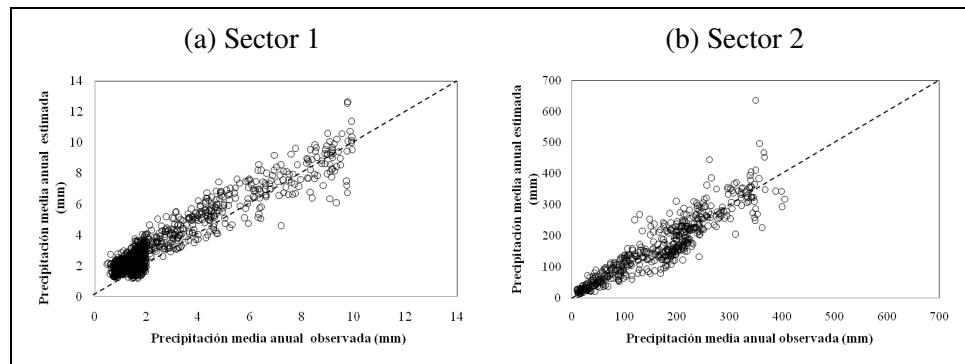 (a) Sector 1
14
12
10
8
6
4
2
0
0 2 4 6 8 10 12 14
Precipitación media anual estimada
(mm)
Precipitación media anual observada (mm)
(b) Sector 2
700
600
500
400
300
200
100
0
0 100 200 300 400 500 600 700
Precipitación media anual estimada
(mm)
Precipitación media anual observada (mm)